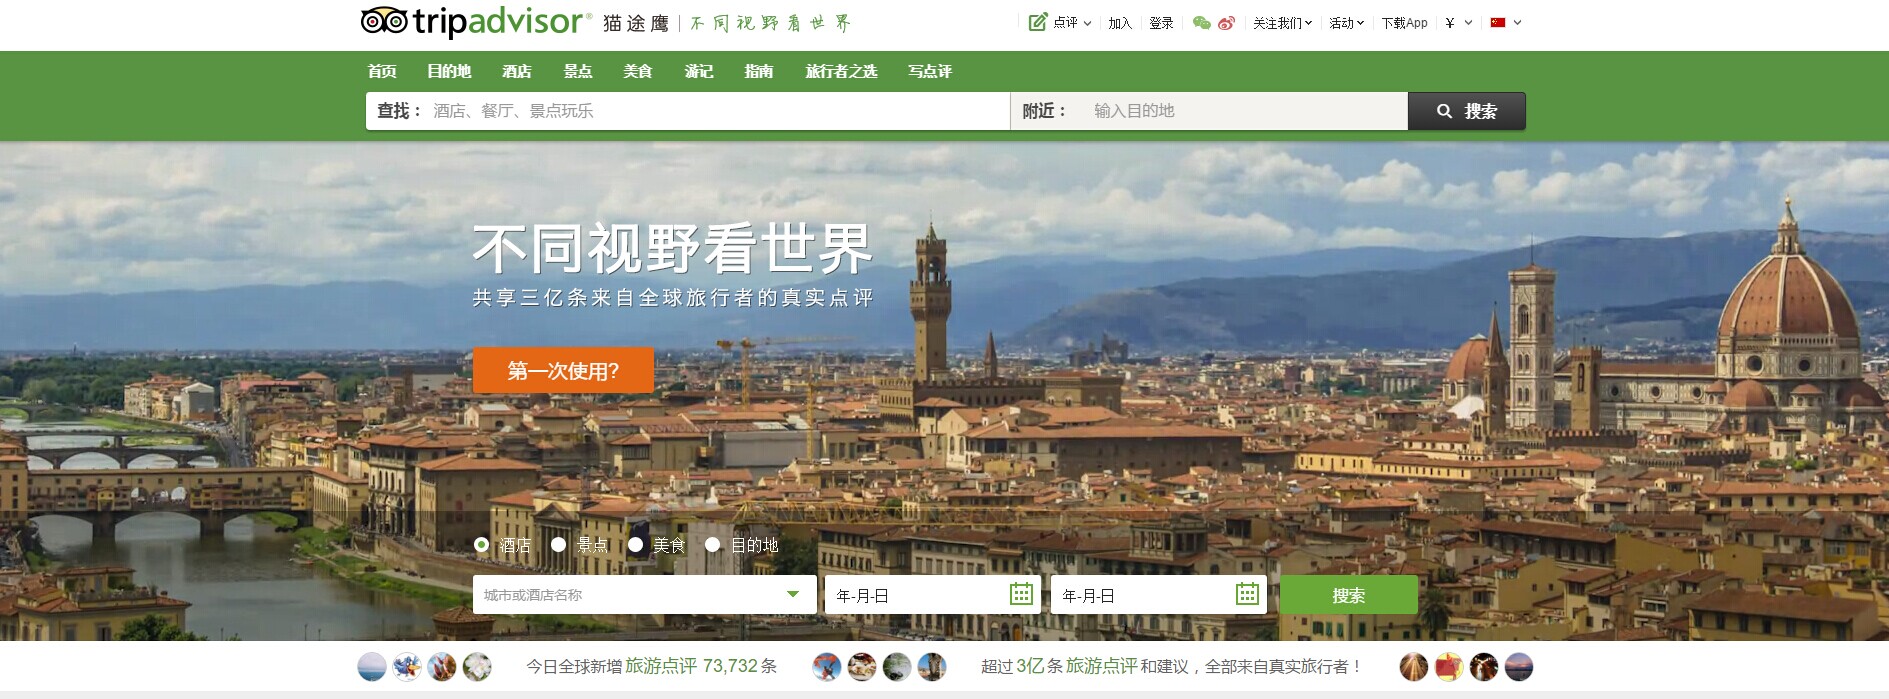 tripadvisor® 猫途鹰 | 不同视野看世界 点评 加入 登录 关注我们 活动 下载App ¥
首页 目的地 酒店 景点 美食 游记 指南 旅行者之选 写点评
查找： 酒店、餐厅、景点玩乐 附近： 输入目的地 搜索
不同视野看世界
共享三亿条来自全球旅行者的真实点评
第一次使用?
酒店 景点 美食 目的地
城市或酒店名称 年-月-日 年-月-日 搜索
今日全球新增旅游点评 73,732 条 超过3亿条旅游点评和建议，全部来自真实旅行者！